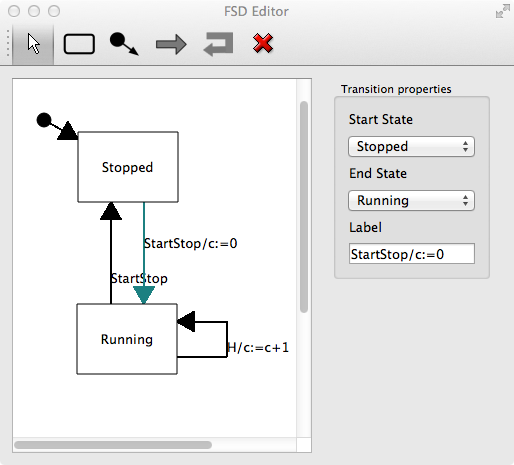 FSD Editor
Transition properties
Start State
Stopped
End State
Running
Label
StartStop/c:=0
Stopped
StartStop/c:=0
StartStop
Running
H/c:=c+1